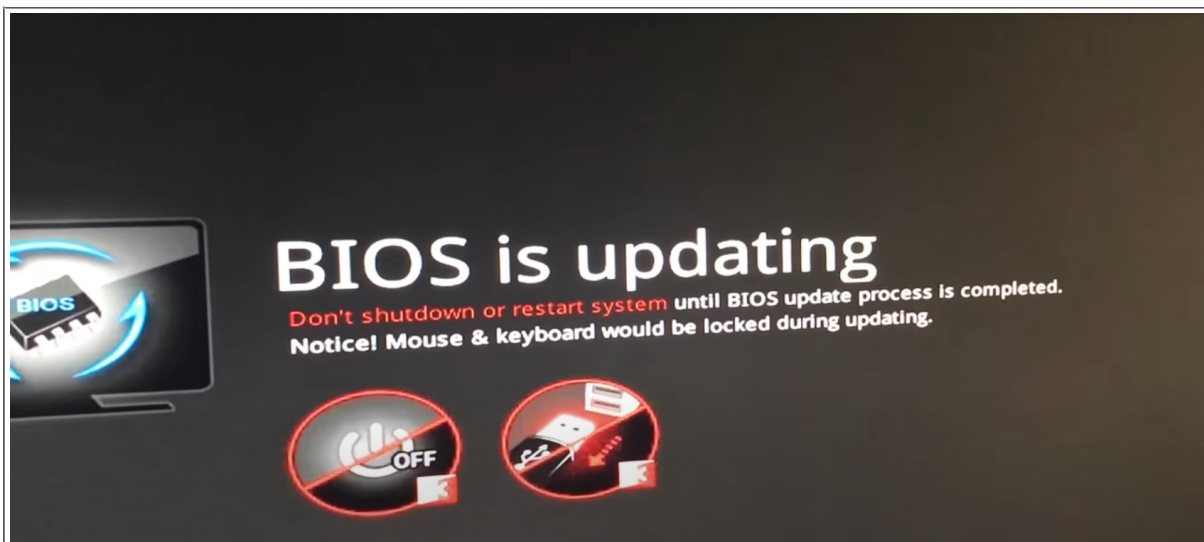 BIOS is updating
BIOS
Don't shutdown or restart system until BIOS update process is completed.
Notice! Mouse & keyboard would be locked during updating.
OFF